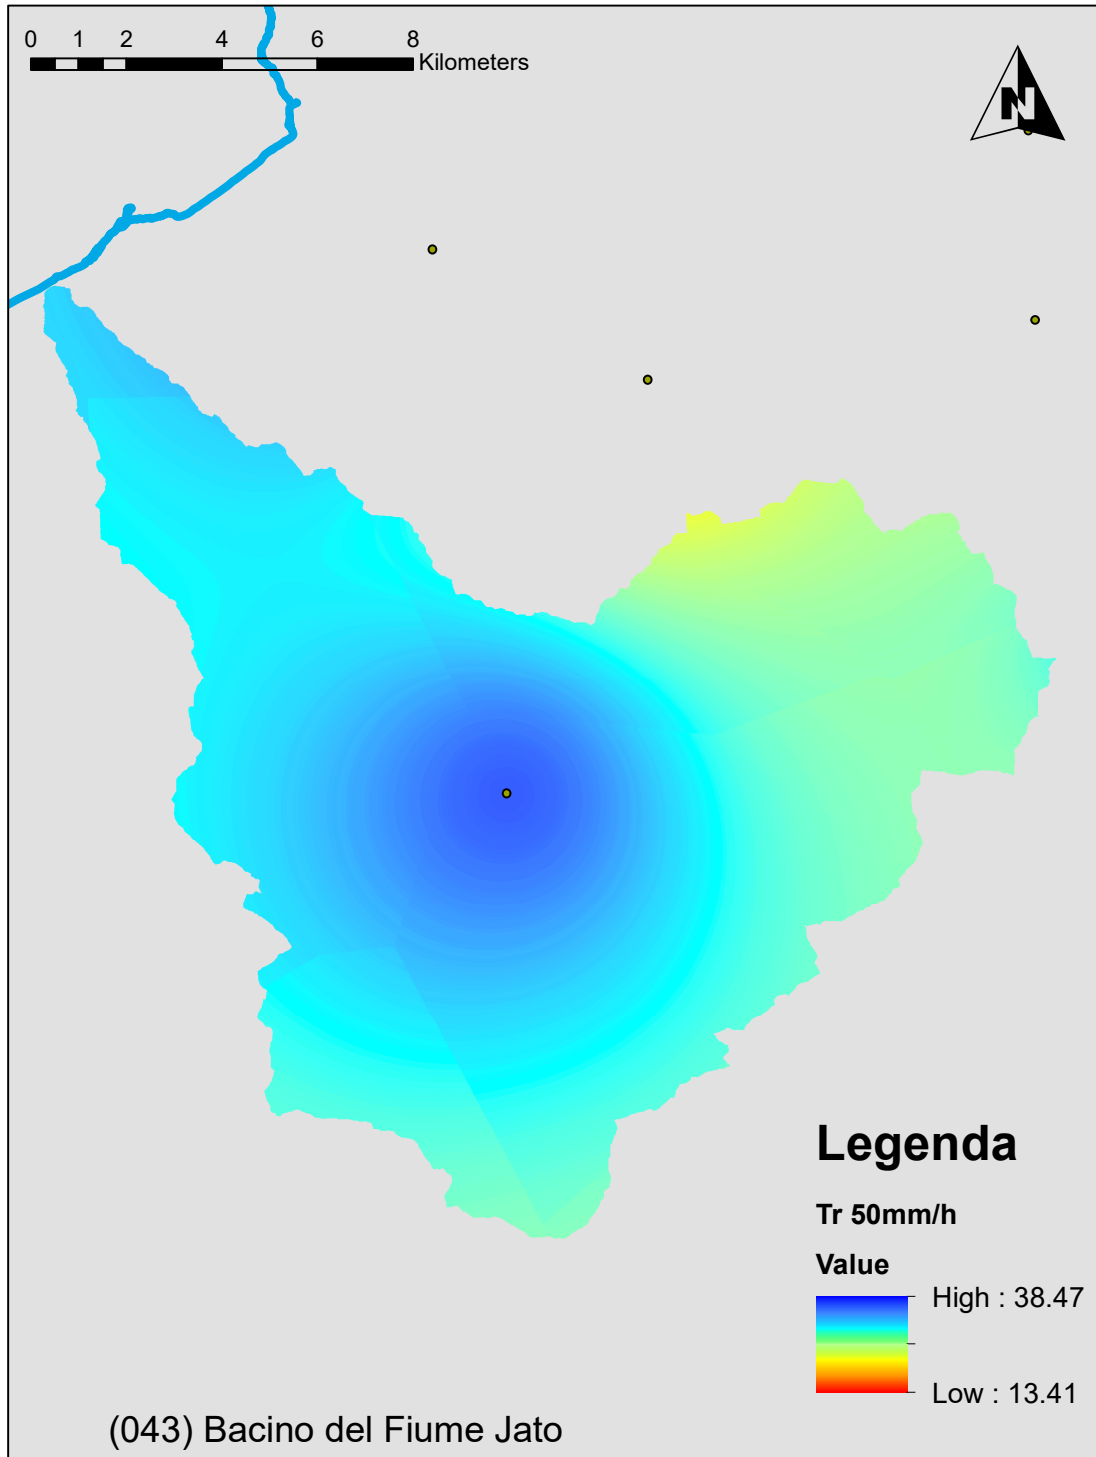 0 1 2 4 6 8
Kilometers
N
Legenda
Tr 50mm/h
Value
High : 38.47
Low : 13.41
(043) Bacino del Fiume Jato